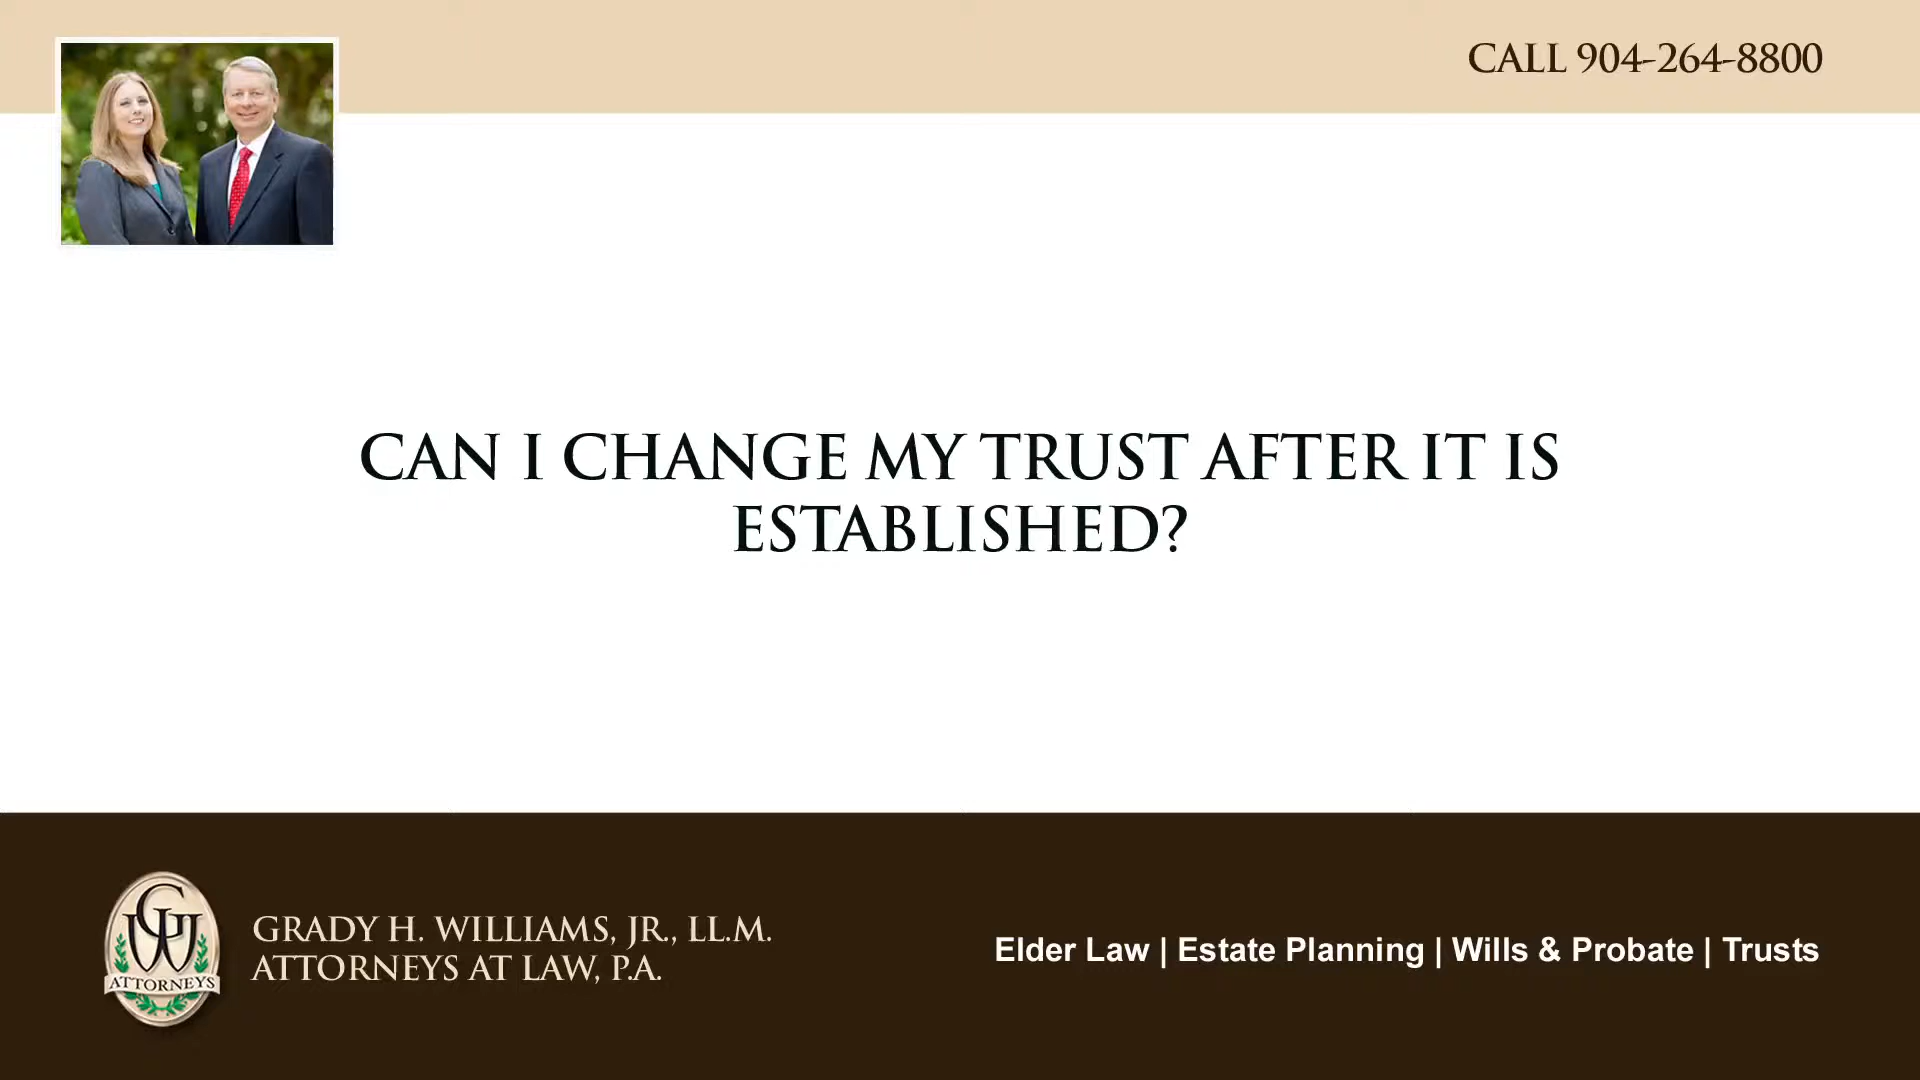 CALL 904-264-8800
CAN I CHANGE MY TRUST AFTER IT IS
ESTABLISHED?
GW
ATTORNEYS
GRADY H. WILLIAMS, JR., LL.M.
ATTORNEYS AT LAW, P.A.
Elder Law | Estate Planning | Wills & Probate | Trusts